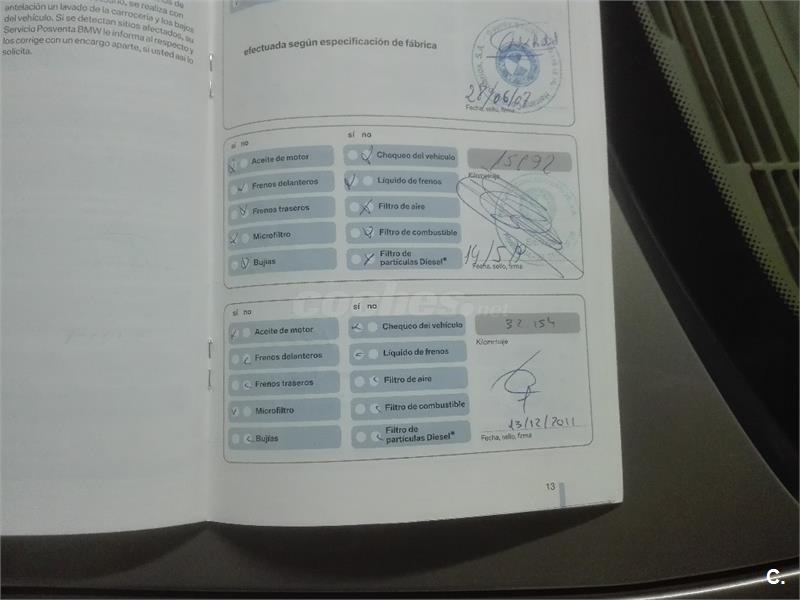 antelación un lavado de la carrocería y los bajos
del vehículo. Si se detectan sitios afectados, su
Servicio Posventa BMW le informa al respecto y
los corrige con un encargo aparte, si usted así lo
solicita.
efectuada según especificación de fábrica
28/06/07
Fecha, sello, firma
sí no
sí no
Aceite de motor
Chequeo del vehículo
Frenos delanteros
Líquido de frenos
Kilometraje
Frenos traseros
Filtro de aire
Microfiltro
Filtro de combustible
Bujías
Filtro de
partículas Diesel*
Fecha, sello, firma
coches.net
sí no
sí no
Aceite de motor
Chequeo del vehículo
32.154
Frenos delanteros
Líquido de frenos
Kilometraje
Frenos traseros
Filtro de aire
Microfiltro
Filtro de combustible
13/12/2011
Bujías
Filtro de
partículas Diesel*
Fecha, sello, firma
13
C.